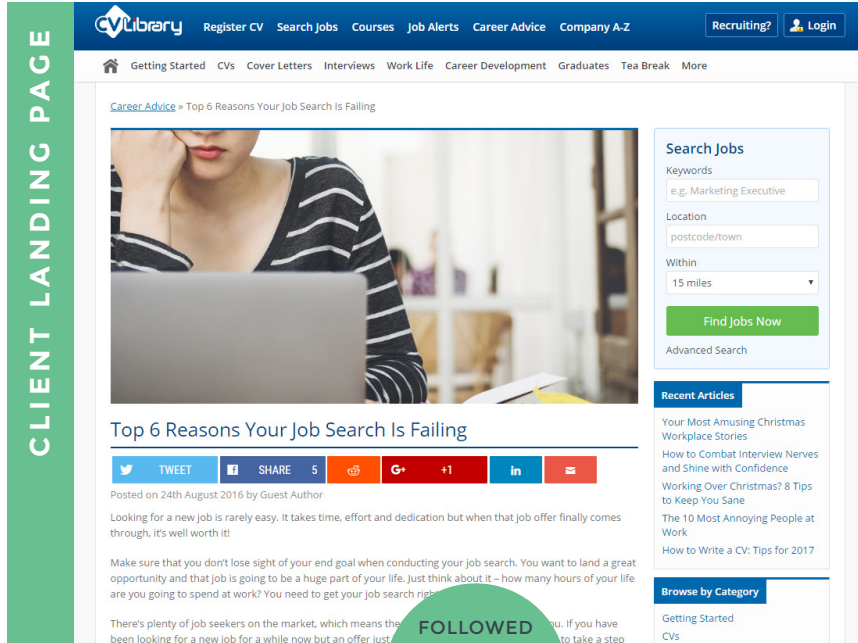 CLIENT LANDING PAGE
CVLibrary
Register CV Search Jobs Courses Job Alerts Career Advice Company A-Z
Recruiting? Login
Getting Started CVs Cover Letters Interviews Work Life Career Development Graduates Tea Break More
Career Advice » Top 6 Reasons Your Job Search Is Failing
Search Jobs
Keywords
e.g. Marketing Executive
Location
postcode/town
Within
15 miles
Find Jobs Now
Advanced Search
Top 6 Reasons Your Job Search Is Failing
TWEET SHARE 5 G+ +1 in
Posted on 24th August 2016 by Guest Author
Looking for a new job is rarely easy. It takes time, effort and dedication but when that job offer finally comes
through, it's well worth it!
Make sure that you don't lose sight of your end goal when conducting your job search. You want to land a great
opportunity and that job is going to be a huge part of your life. Just think about it – how many hours of your life
are you going to spend at work? You need to get your job search
There's plenty of job seekers on the market, which means If you have
been looking for a new job for a while now but an offer just to take a step
FOLLOWED
Recent Articles
Your Most Amusing Christmas
Workplace Stories
How to Combat Interview Nerves
and Shine with Confidence
Working Over Christmas? 8 Tips
to Keep You Sane
The 10 Most Annoying People at
Work
How to Write a CV: Tips for 2017
Browse by Category
Getting Started
CVs